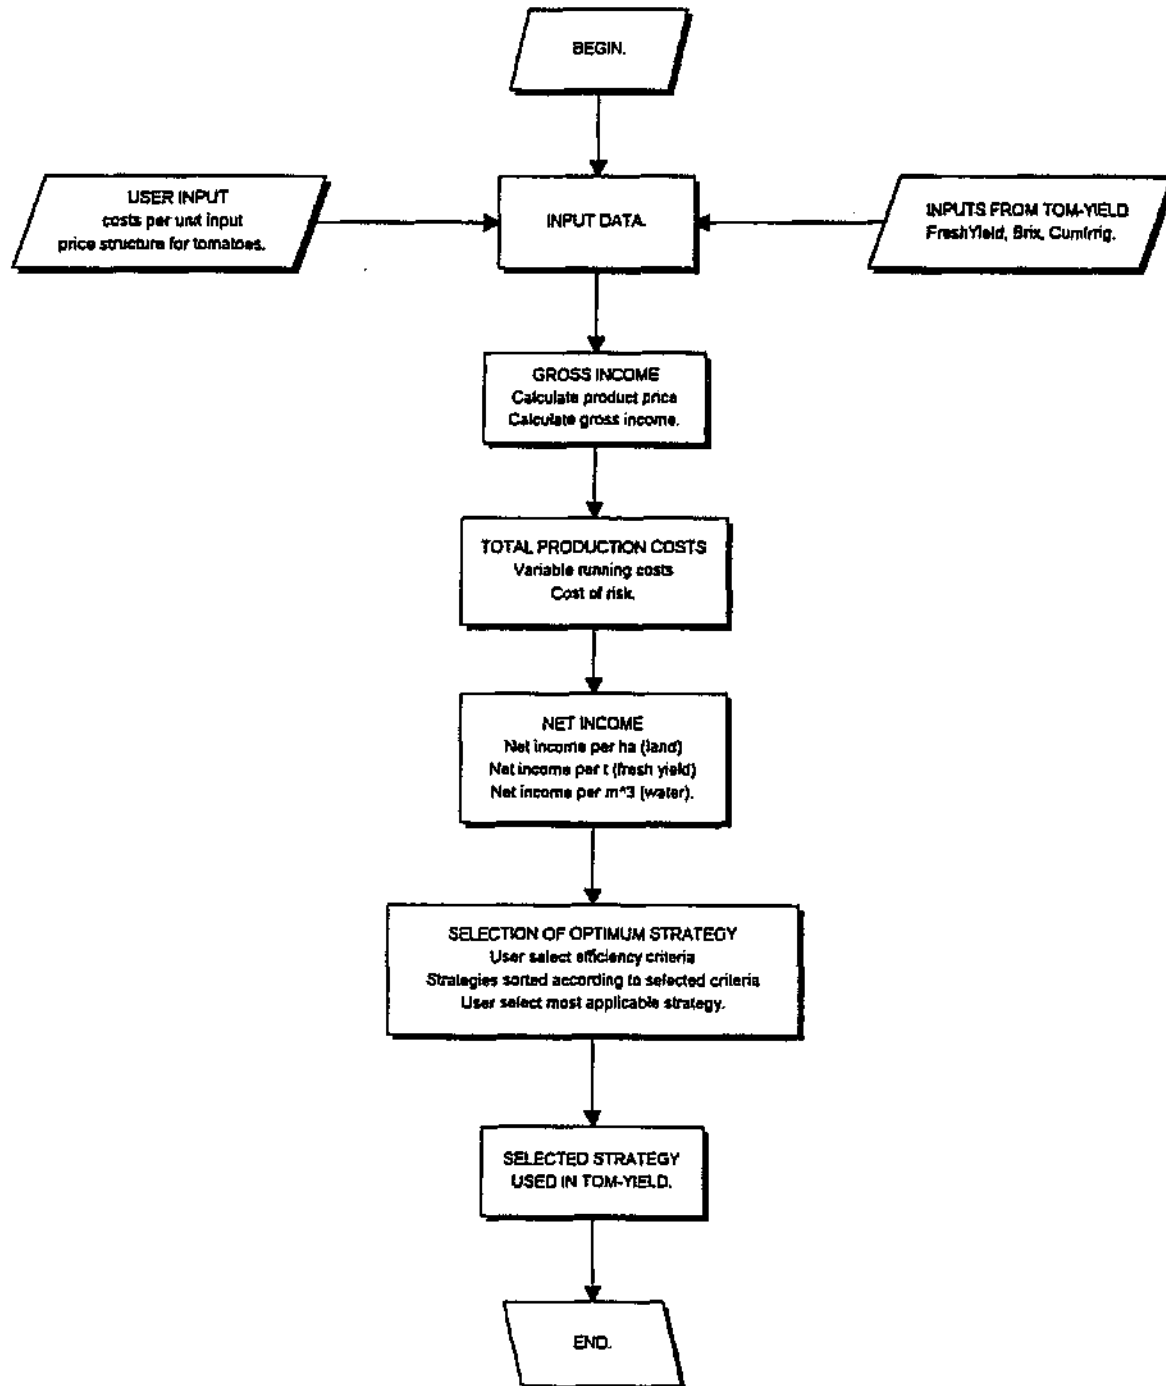 BEGIN.
USER INPUT
costs per unit input
price structure for tomatoes.
INPUT DATA.
INPUTS FROM TOM-YIELD
FreshYield, Brix, CumIrrig.
GROSS INCOME
Calculate product price
Calculate gross income.
TOTAL PRODUCTION COSTS
Variable running costs
Cost of risk.
NET INCOME
Net income per ha (land)
Net income per t (fresh yield)
Net income per m^3 (water).
SELECTION OF OPTIMUM STRATEGY
User select efficiency criteria
Strategies sorted according to selected criteria
User select most applicable strategy.
SELECTED STRATEGY
USED IN TOM-YIELD.
END.